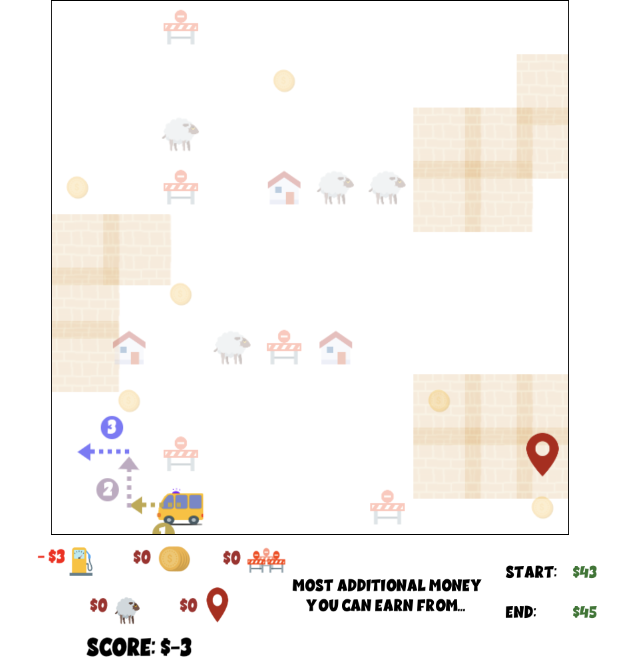 3
2
1
- $3
$0
$0
MOST ADDITIONAL MONEY
YOU CAN EARN FROM...
START: $43
END: $45
$0
$0
SCORE: $-3